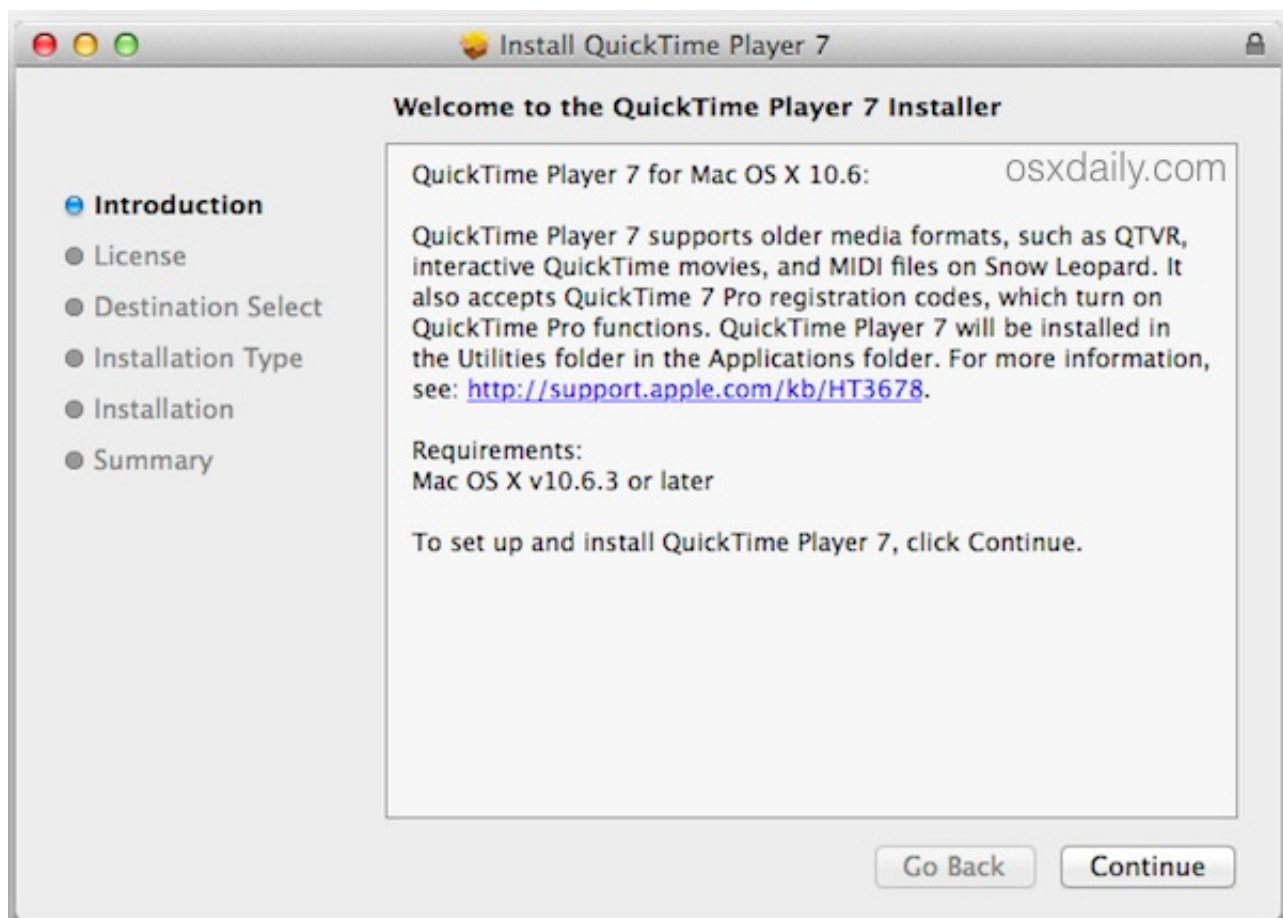 Install QuickTime Player 7
Welcome to the QuickTime Player 7 Installer
Introduction
License
Destination Select
Installation Type
Installation
Summary
osxdaily.com
QuickTime Player 7 for Mac OS X 10.6:
QuickTime Player 7 supports older media formats, such as QTVR,
interactive QuickTime movies, and MIDI files on Snow Leopard. It
also accepts QuickTime 7 Pro registration codes, which turn on
QuickTime Pro functions. QuickTime Player 7 will be installed in
the Utilities folder in the Applications folder. For more information,
see: http://support.apple.com/kb/HT3678.
Requirements:
Mac OS X v10.6.3 or later
To set up and install QuickTime Player 7, click Continue.
Go Back
Continue